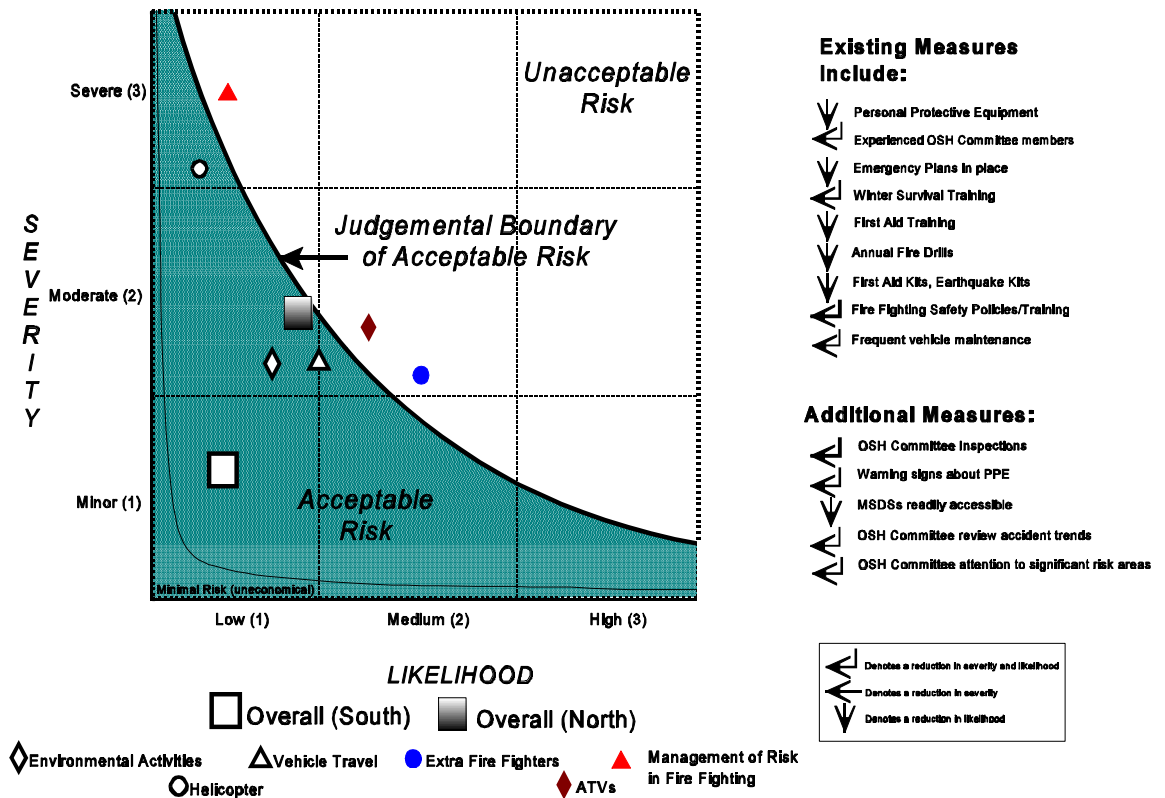 Severe (3)
Unacceptable
Risk
Judgemental Boundary
of Acceptable Risk
SEVERITY
Moderate (2)
Minor (1)
Acceptable
Risk
Minimal Risk (uneconomical)
Low (1)
Medium (2)
High (3)
LIKELIHOOD
Overall (South)
Overall (North)
Environmental Activities
Vehicle Travel
Extra Fire Fighters
Management of Risk
in Fire Fighting
Helicopter
ATVs
Existing Measures
Include:
Personal Protective Equipment
Experienced OSH Committee members
Emergency Plans in place
Winter Survival Training
First Aid Training
Annual Fire Drills
First Aid Kits, Earthquake Kits
Fire Fighting Safety Policies/Training
Frequent vehicle maintenance
Additional Measures:
OSH Committee Inspections
Warning signs about PPE
MSDSs readily accessible
OSH Committee review accident trends
OSH Committee attention to significant risk areas
Denotes a reduction in severity and likelihood
Denotes a reduction in severity
Denotes a reduction in likelihood